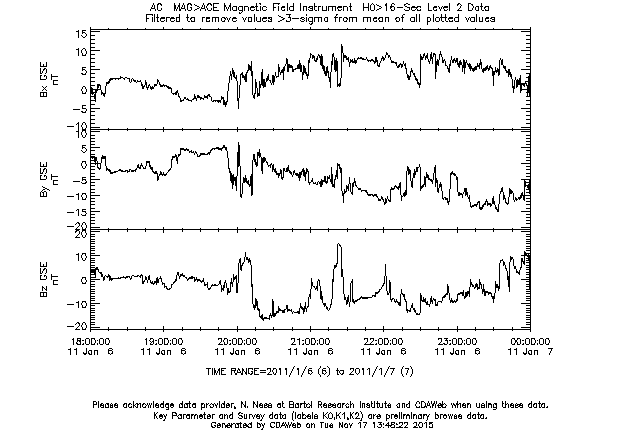 AC MAG>ACE Magnetic Field Instrument H0>16-Sec Level 2 Data
Filtered to remove values >3-sigma from mean of all plotted values
15
10
5
0
-5
-10
Bx GSE
nT
10
5
0
-5
-10
-15
-20
By GSE
nT
20
10
0
-10
-20
Bz GSE
nT
18:00:00 19:00:00 20:00:00 21:00:00 22:00:00 23:00:00 00:00:00
11 Jan 6 11 Jan 6 11 Jan 6 11 Jan 6 11 Jan 6 11 Jan 6 11 Jan 7
TIME RANGE=2011/1/6 (6) to 2011/1/7 (7)
Please acknowledge data provider, N. Ness at Bartol Research Institute and CDAWeb when using these data.
Key Parameter and Survey data (labels K0,K1,K2) are preliminary browse data.
Generated by CDAWeb on Tue Nov 17 13:46:22 2015